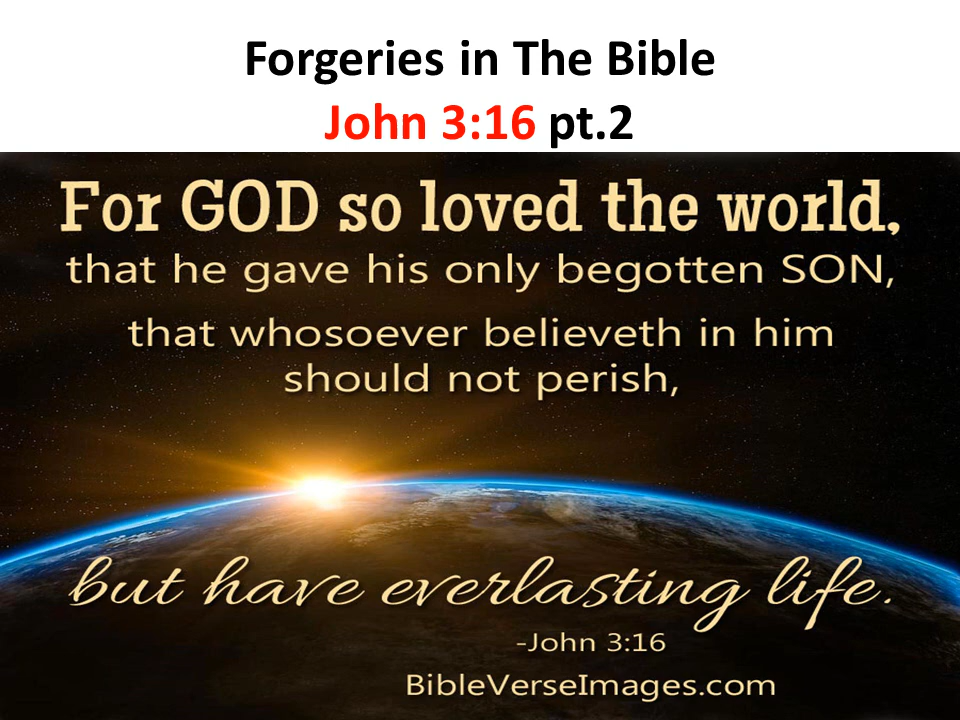 Forgeries in The Bible
John 3:16 pt.2
For GOD so loved the world,
that he gave his only begotten SON,
that whosoever believeth in him
should not perish,
but have everlasting life.
-John 3:16
BibleVerseImages.com